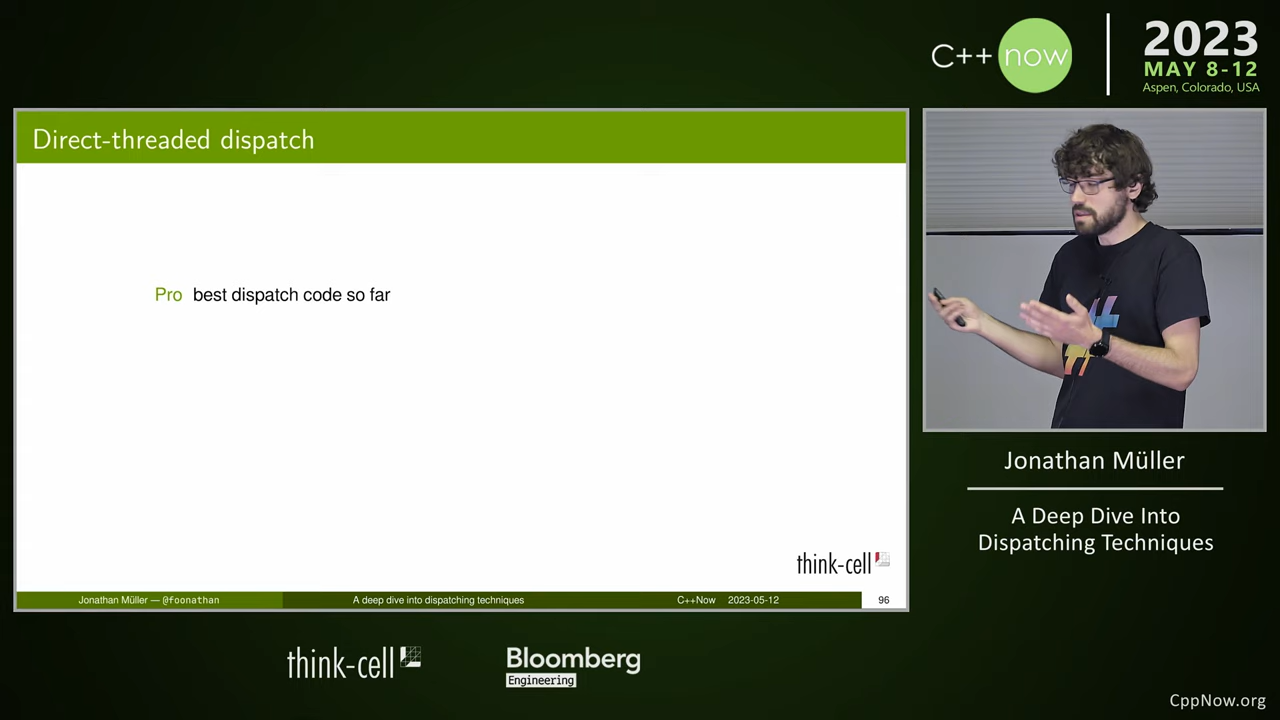 C++ now
2023
MAY 8-12
Aspen, Colorado, USA
Direct-threaded dispatch
Pro best dispatch code so far
think-cell
Jonathan Müller — @foonathan A deep dive into dispatching techniques C++Now 2023-05-12 96
Jonathan Müller
A Deep Dive Into
Dispatching Techniques
think-cell
Bloomberg
Engineering
CppNow.org